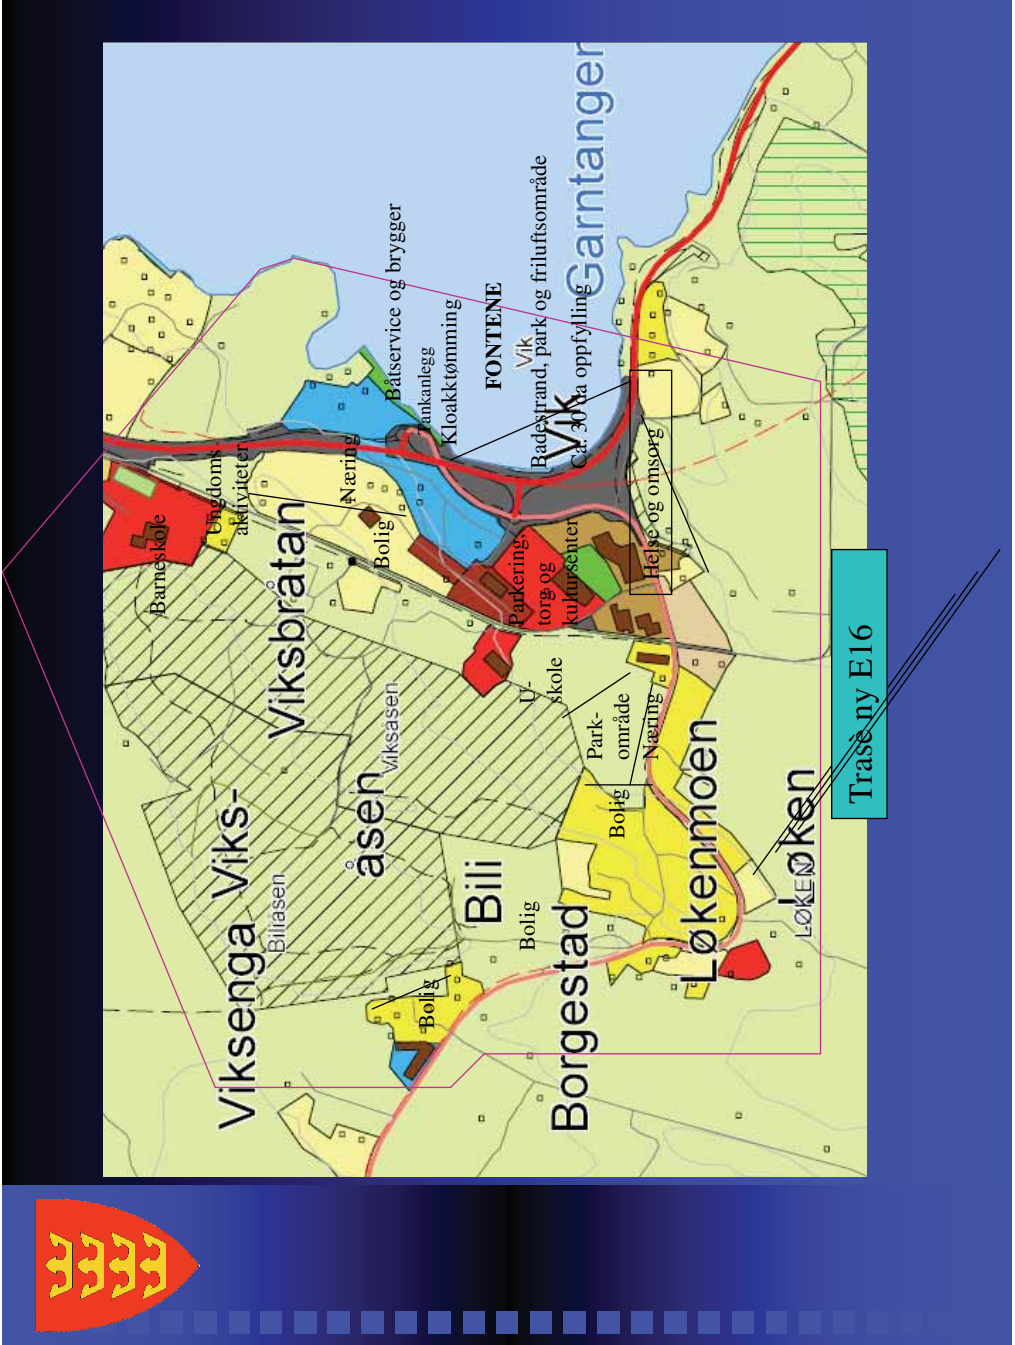 Barneskole
Ungdoms
aktiviteter
Viksbråtan
Næring
Bolig
Båtservice og brygger
Tankanlegg
Kloakktømming
FONTENE
Vik
Badestrand, park og friluftsområde
Vik
Ca. 30 da oppfylling
Garntangen
Parkering,
torg og
kultursenter
Helse og omsorg
U-
skole
Park-
område
Næring
Bolig
Viks-
åsen
Viksåsen
Viksenga
Biliåsen
Bili
Bolig
Bolig
Borgestad
Løkenmoen
Løken
LØKEN
Trasè ny E16